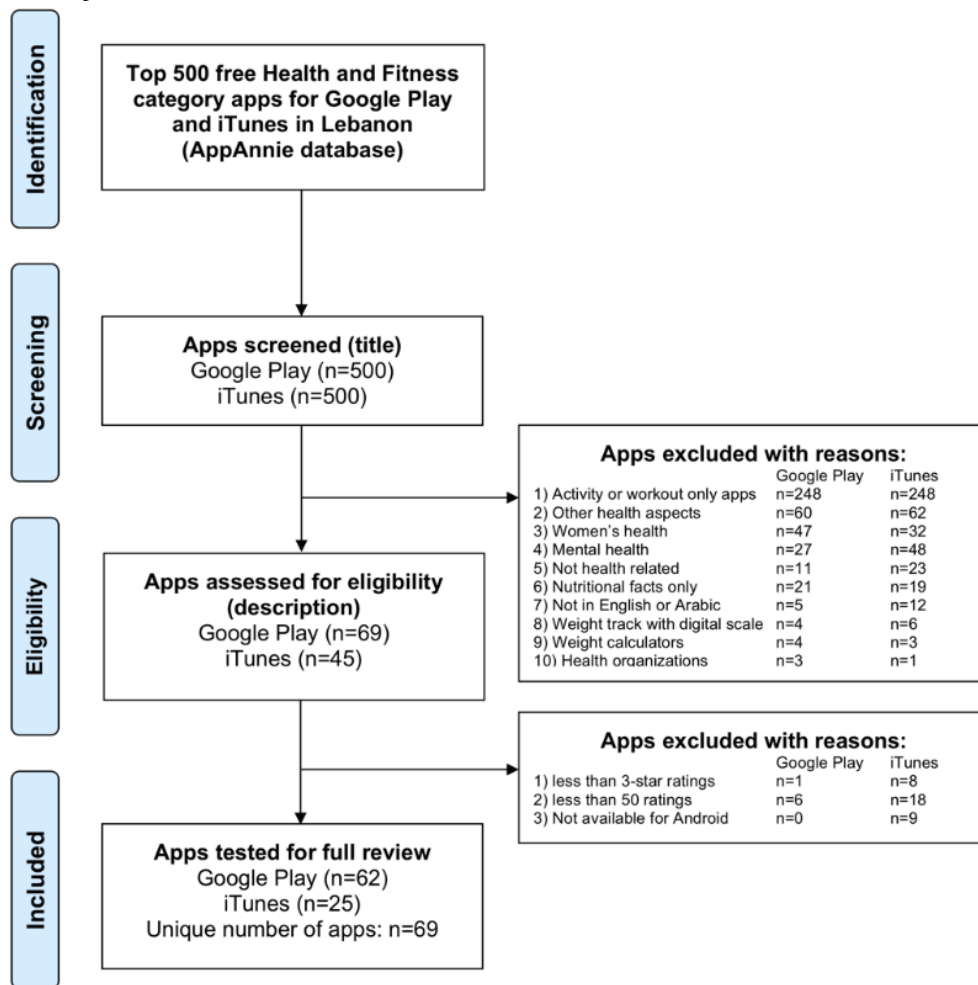 Identification
Top 500 free Health and Fitness
category apps for Google Play
and iTunes in Lebanon
(AppAnnie database)
Screening
Apps screened (title)
Google Play (n=500)
iTunes (n=500)
Apps excluded with reasons:
Google Play iTunes
1) Activity or workout only apps n=248 n=248
2) Other health aspects n=60 n=62
3) Women's health n=47 n=32
4) Mental health n=27 n=48
5) Not health related n=11 n=23
6) Nutritional facts only n=21 n=19
7) Not in English or Arabic n=5 n=12
8) Weight track with digital scale n=4 n=6
9) Weight calculators n=4 n=3
10) Health organizations n=3 n=1
Eligibility
Apps assessed for eligibility
(description)
Google Play (n=69)
iTunes (n=45)
Apps excluded with reasons:
Google Play iTunes
1) less than 3-star ratings n=1 n=8
2) less than 50 ratings n=6 n=18
3) Not available for Android n=0 n=9
Included
Apps tested for full review
Google Play (n=62)
iTunes (n=25)
Unique number of apps: n=69